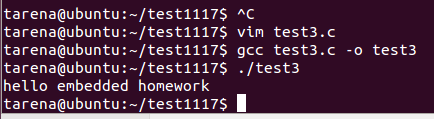 tarena@ubuntu:~/test1117$ ^C
tarena@ubuntu:~/test1117$ vim test3.c
tarena@ubuntu:~/test1117$ gcc test3.c -o test3
tarena@ubuntu:~/test1117$ ./test3
hello embedded homework
tarena@ubuntu:~/test1117$